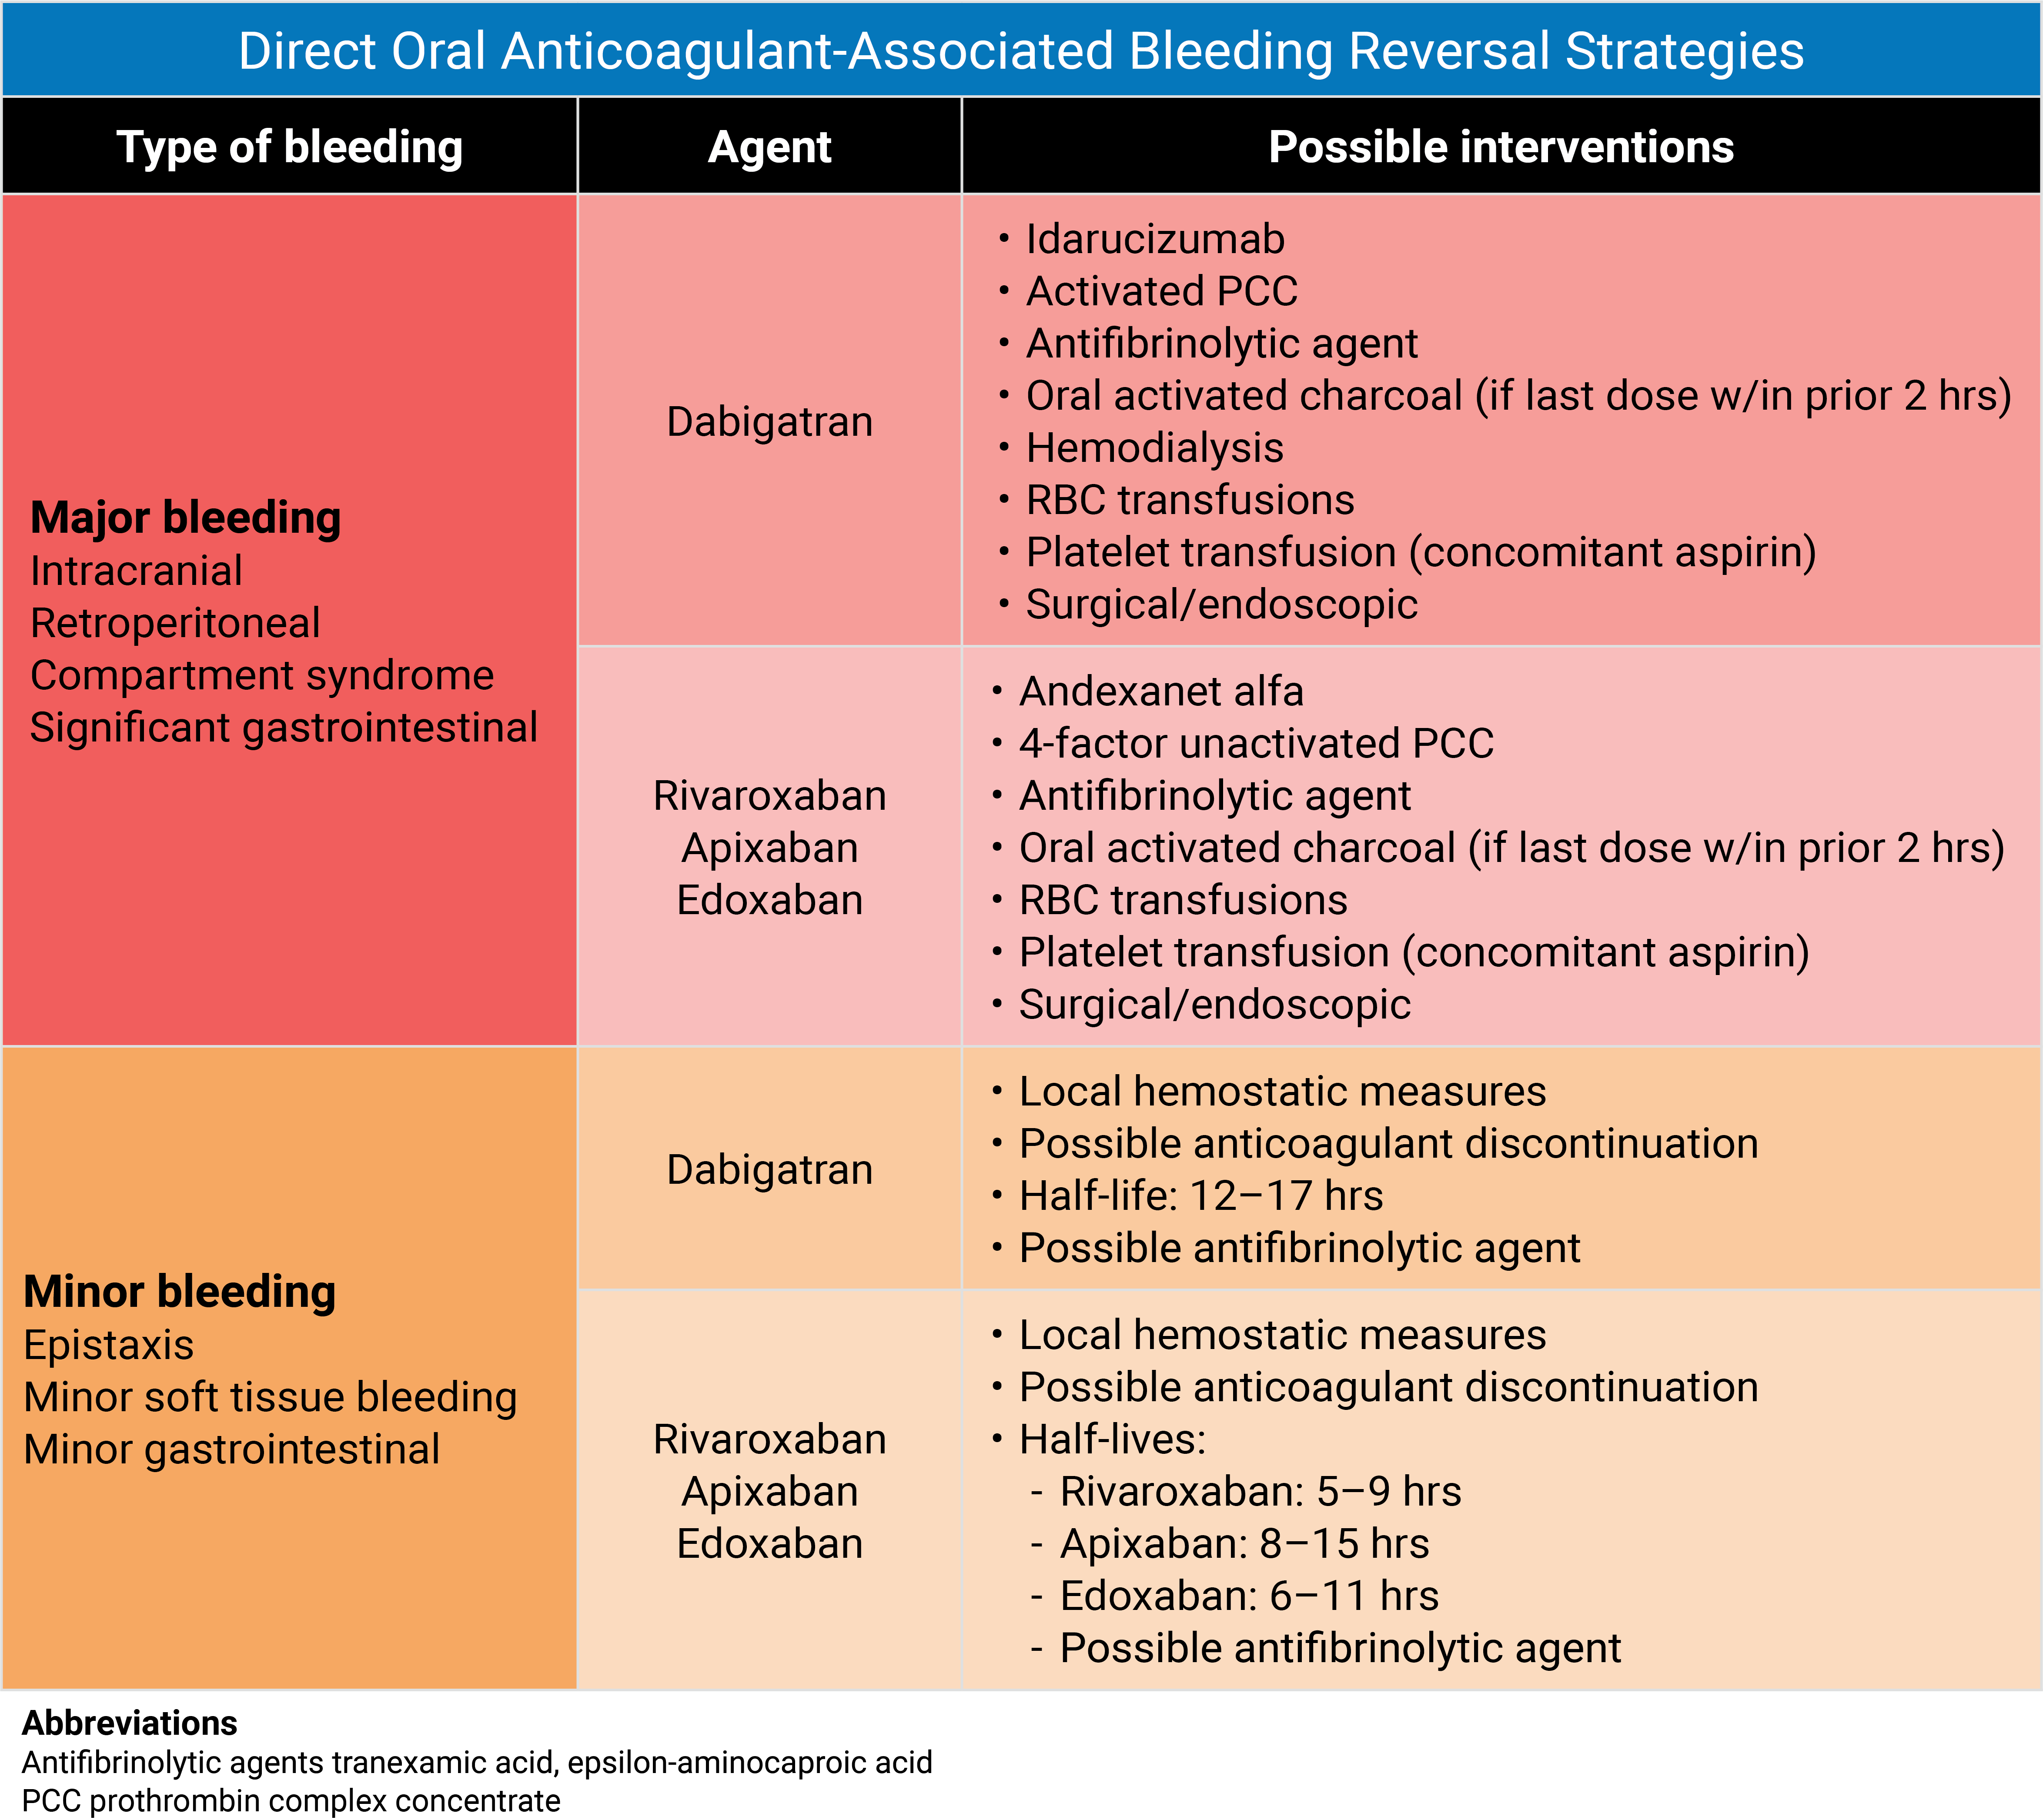 Direct Oral Anticoagulant-Associated Bleeding Reversal Strategies
Type of bleeding
Agent
Possible interventions
Major bleeding
Intracranial
Retroperitoneal
Compartment syndrome
Significant gastrointestinal
Dabigatran
• Idarucizumab
• Activated PCC
• Antifibrinolytic agent
• Oral activated charcoal (if last dose w/in prior 2 hrs)
• Hemodialysis
• RBC transfusions
• Platelet transfusion (concomitant aspirin)
• Surgical/endoscopic
Rivaroxaban
Apixaban
Edoxaban
• Andexanet alfa
• 4-factor unactivated PCC
• Antifibrinolytic agent
• Oral activated charcoal (if last dose w/in prior 2 hrs)
• RBC transfusions
• Platelet transfusion (concomitant aspirin)
• Surgical/endoscopic
Minor bleeding
Epistaxis
Minor soft tissue bleeding
Minor gastrointestinal
Dabigatran
• Local hemostatic measures
• Possible anticoagulant discontinuation
• Half-life: 12–17 hrs
• Possible antifibrinolytic agent
Rivaroxaban
Apixaban
Edoxaban
• Local hemostatic measures
• Possible anticoagulant discontinuation
• Half-lives:
- Rivaroxaban: 5–9 hrs
- Apixaban: 8–15 hrs
- Edoxaban: 6–11 hrs
- Possible antifibrinolytic agent
Abbreviations
Antifibrinolytic agents tranexamic acid, epsilon-aminocaproic acid
PCC prothrombin complex concentrate